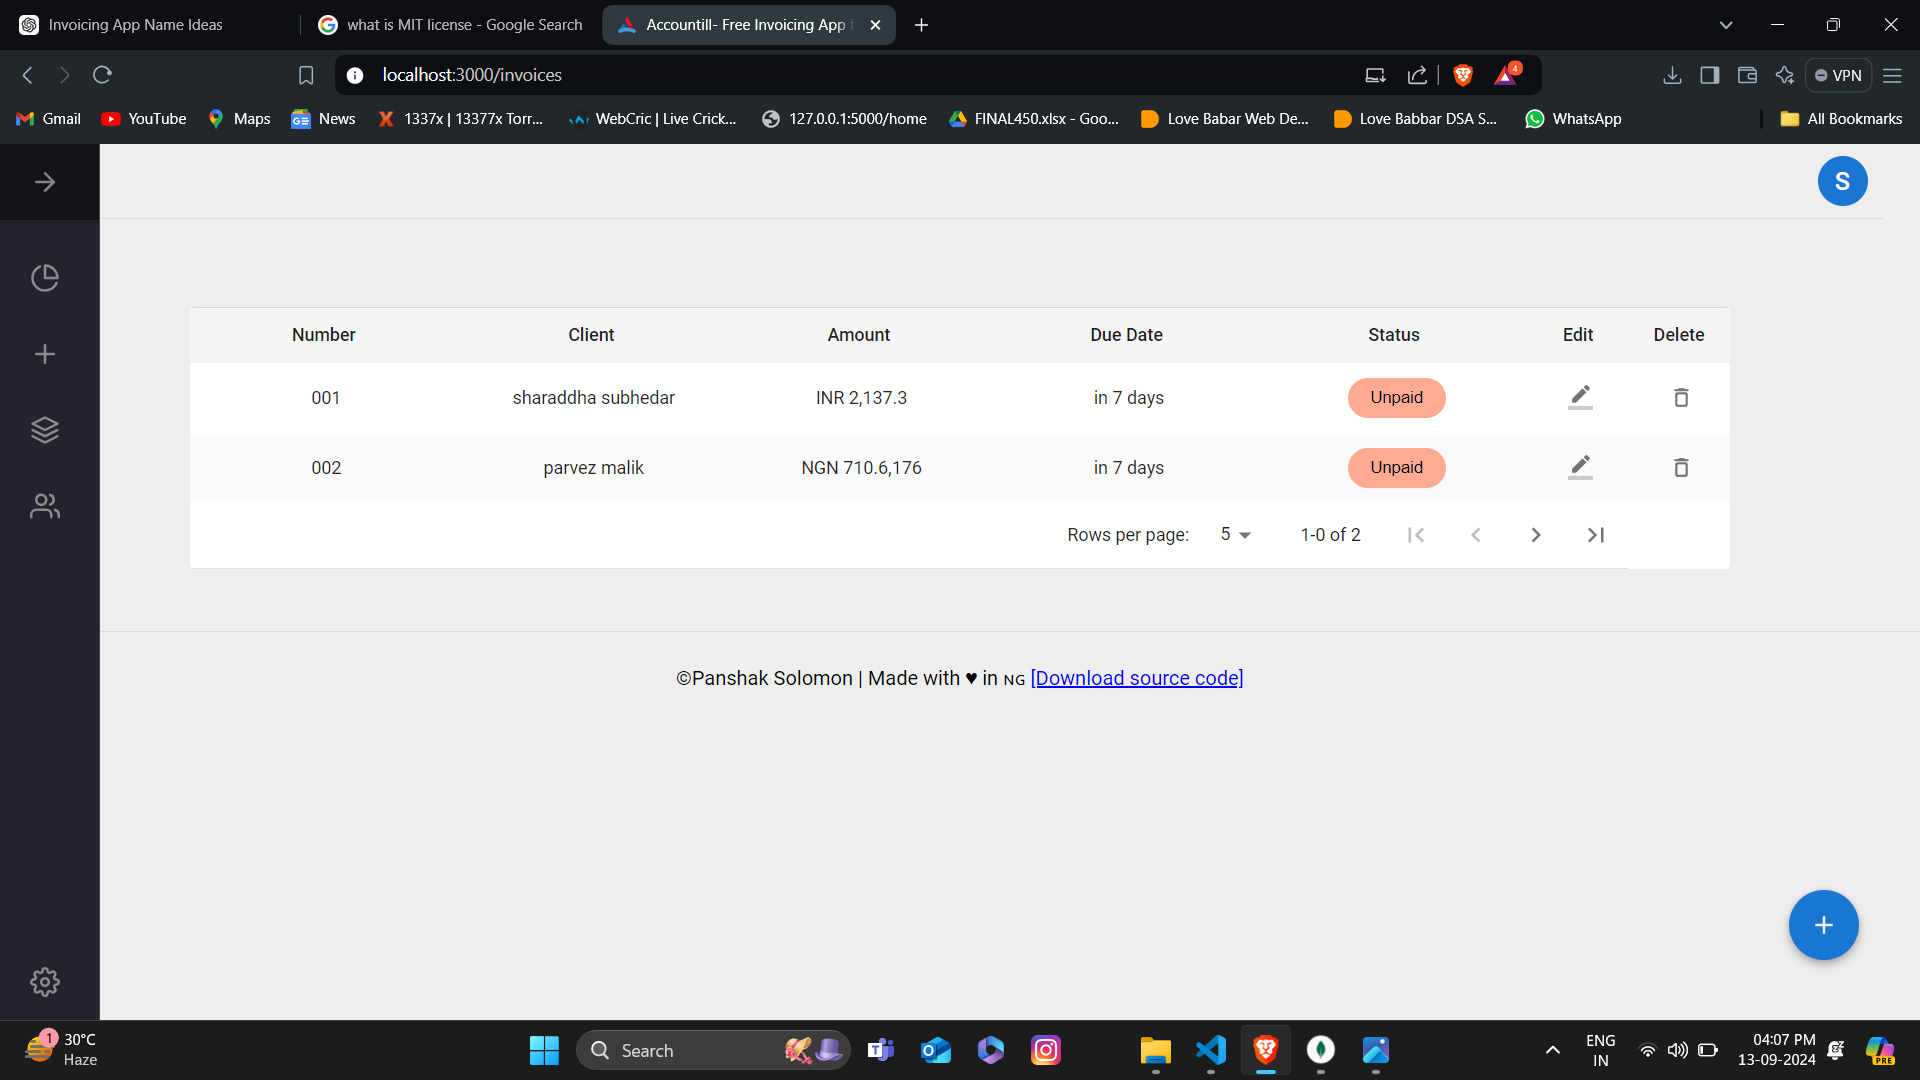 Invoicing App Name Ideas
what is MIT license - Google Search
Accountill- Free Invoicing App f
localhost:3000/invoices
4
VPN
Gmail
YouTube
Maps
News
1337x | 13377x Torr...
WebCric | Live Crick...
127.0.0.1:5000/home
FINAL450.xlsx - Goo...
Love Babar Web De...
Love Babbar DSA S...
WhatsApp
All Bookmarks
S
Number Client Amount Due Date Status Edit Delete
001 sharaddha subhedar INR 2,137.3 in 7 days Unpaid
002 parvez malik NGN 710.6,176 in 7 days Unpaid
Rows per page: 5 1-0 of 2
©Panshak Solomon | Made with ♥ in NG [Download source code]
+
1
30°C
Haze
Search
ENG
IN
04:07 PM
13-09-2024
PRE